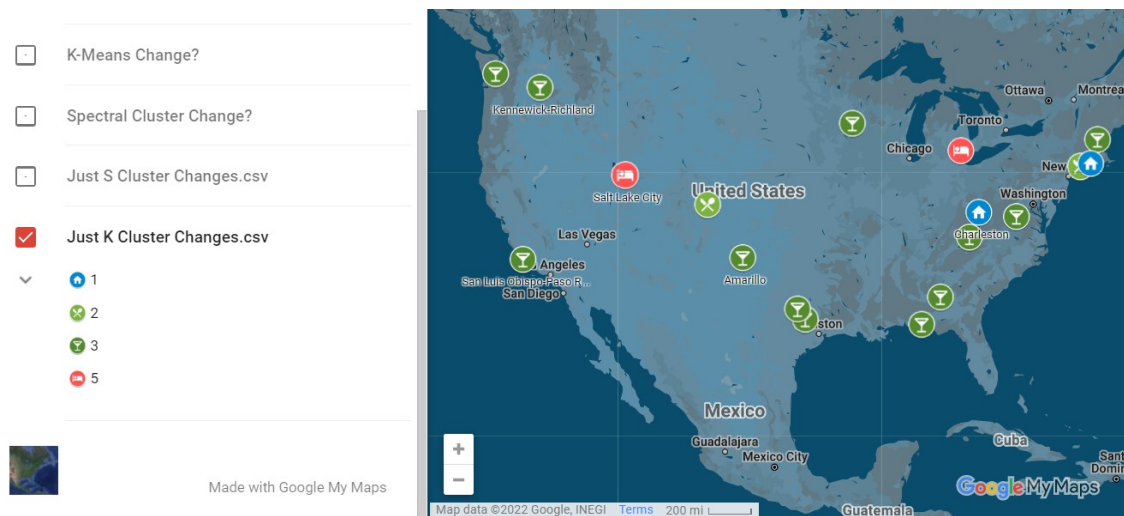 K-Means Change?
Spectral Cluster Change?
Just S Cluster Changes.csv
Just K Cluster Changes.csv
1
2
3
5
Made with Google My Maps
Kennewick-Richland
Ottawa
Montrea
Toronto
Chicago
New
Salt Lake City
United States
Washington
Las Vegas
Charleston
s Angeles
Amarillo
San Luis Obispo-Paso R...
San Diego
ston
Mexico
Guadalajara
Mexico City
Cuba
Sant
Domin
Google My Maps
Map data ©2022 Google, INEGI Terms 200 mi
Guatemala